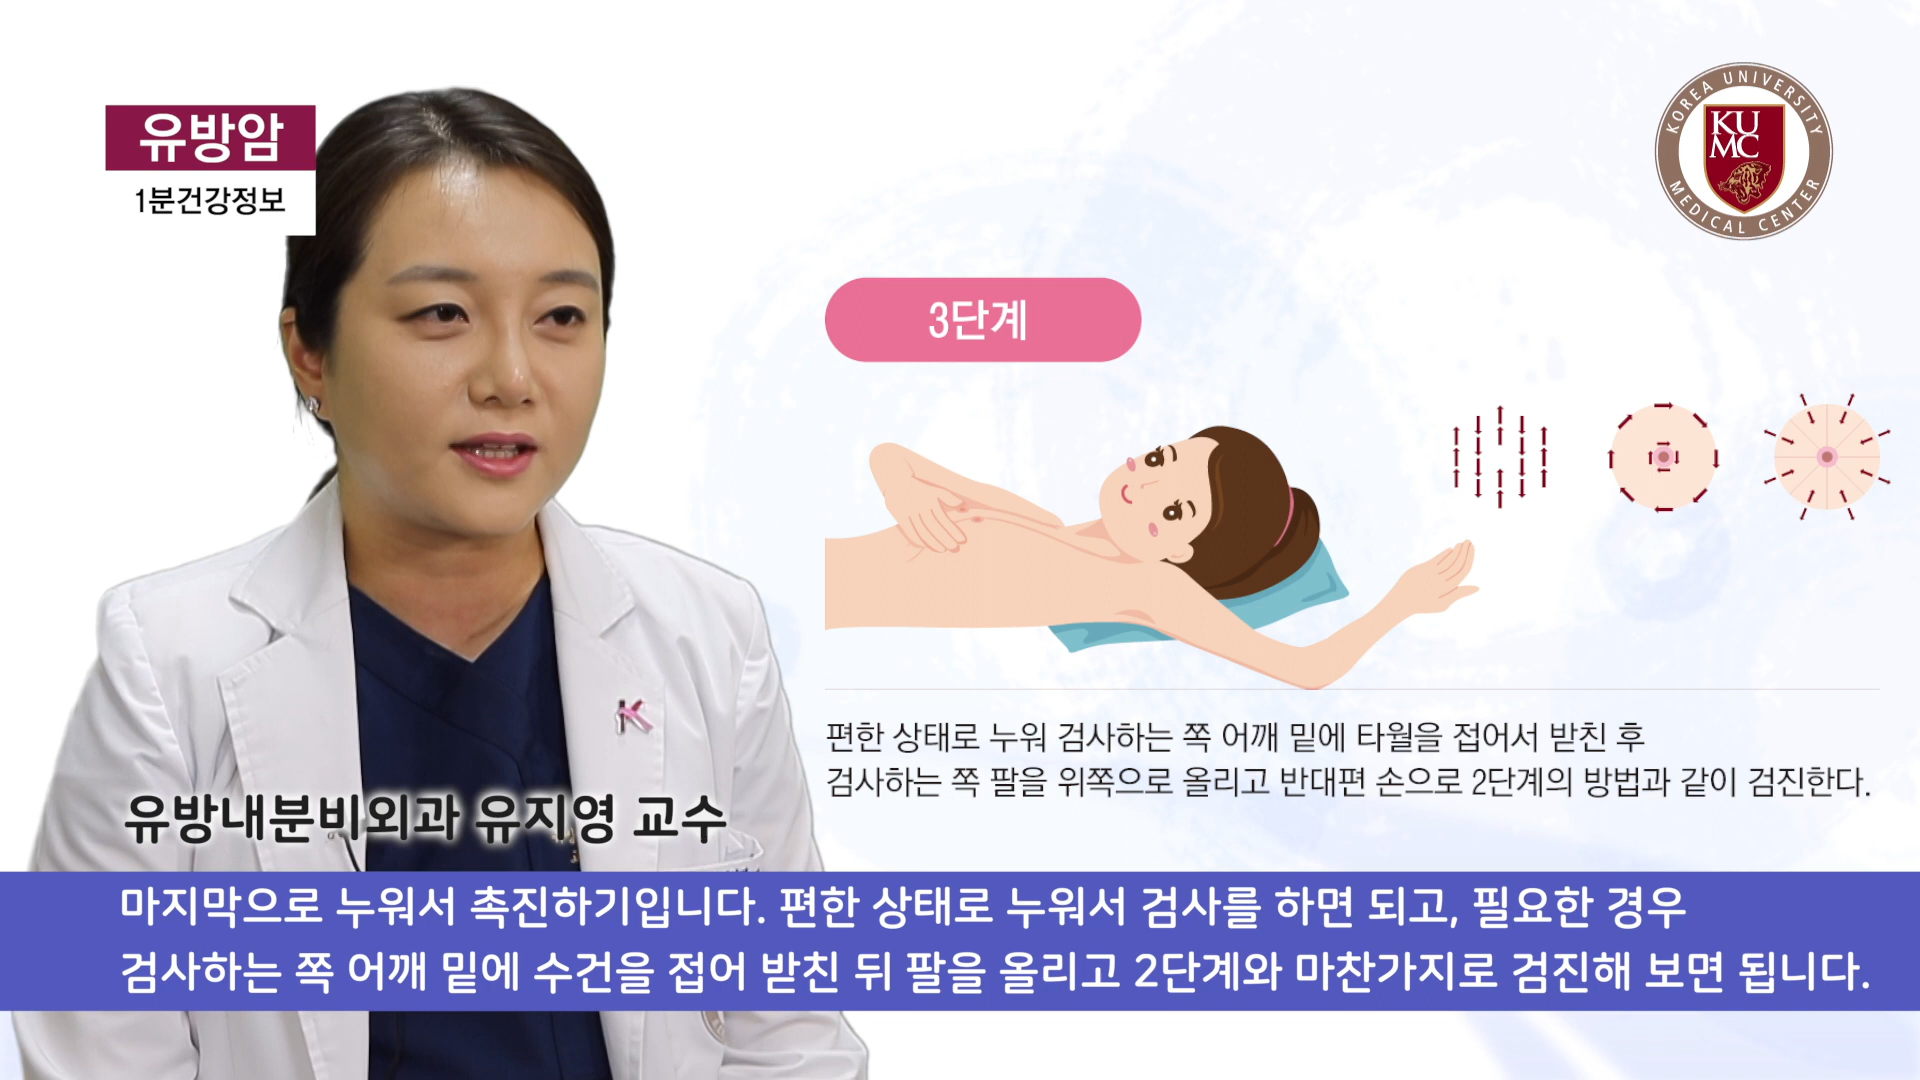 유방암
1분건강정보
KOREA UNIVERSITY
KU
MC
MEDICAL CENTER
3단계
편한 상태로 누워 검사하는 쪽 어깨 밑에 타월을 접어서 받친 후
검사하는 쪽 팔을 위쪽으로 올리고 반대편 손으로 2단계의 방법과 같이 검진한다.
유방내분비외과 유지영 교수
마지막으로 누워서 촉진하기입니다. 편한 상태로 누워서 검사를 하면 되고, 필요한 경우
검사하는 쪽 어깨 밑에 수건을 접어 받친 뒤 팔을 올리고 2단계와 마찬가지로 검진해 보면 됩니다.